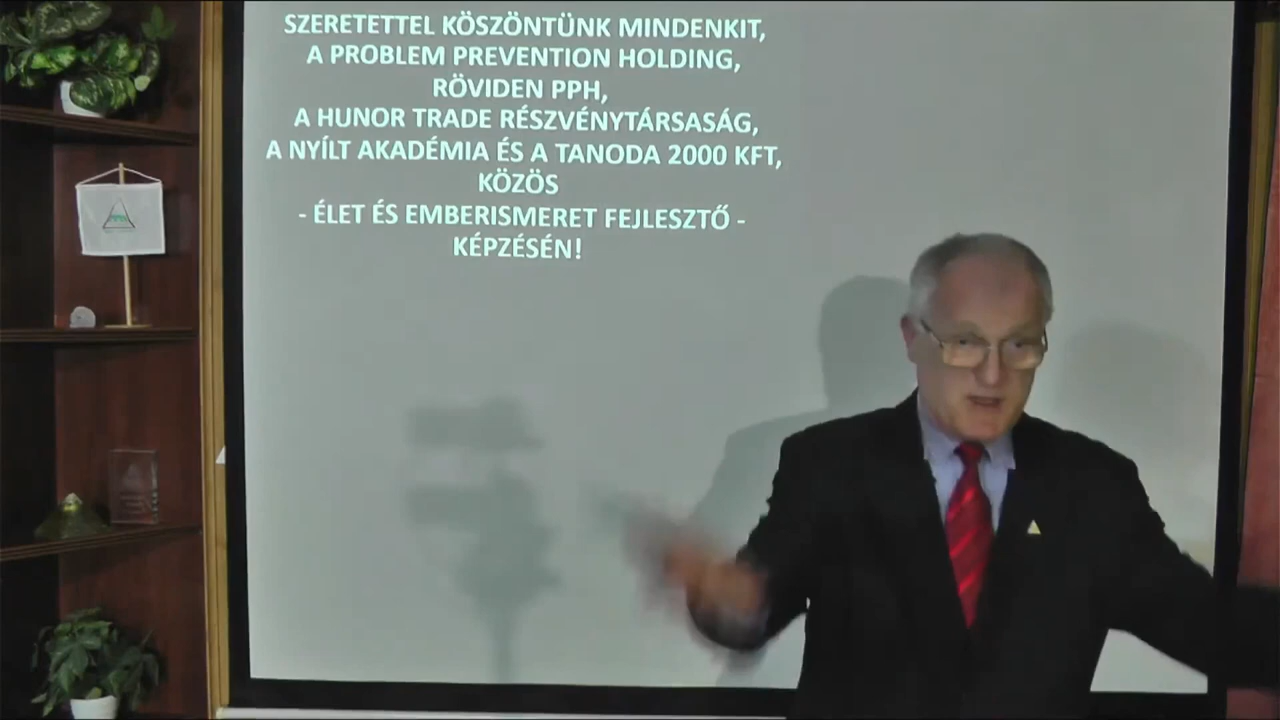 SZERETETTEL KÖSZÖNTÜNK MINDENKIT,
A PROBLEM PREVENTION HOLDING,
RÖVIDEN PPH,
A HUNOR TRADE RÉSZVÉNYTÁRSASÁG,
A NYÍLT AKADÉMIA ÉS A TANODA 2000 KFT,
KÖZÖS
- ÉLET ÉS EMBERISMERET FEJLESZTŐ -
KÉPZÉSÉN!